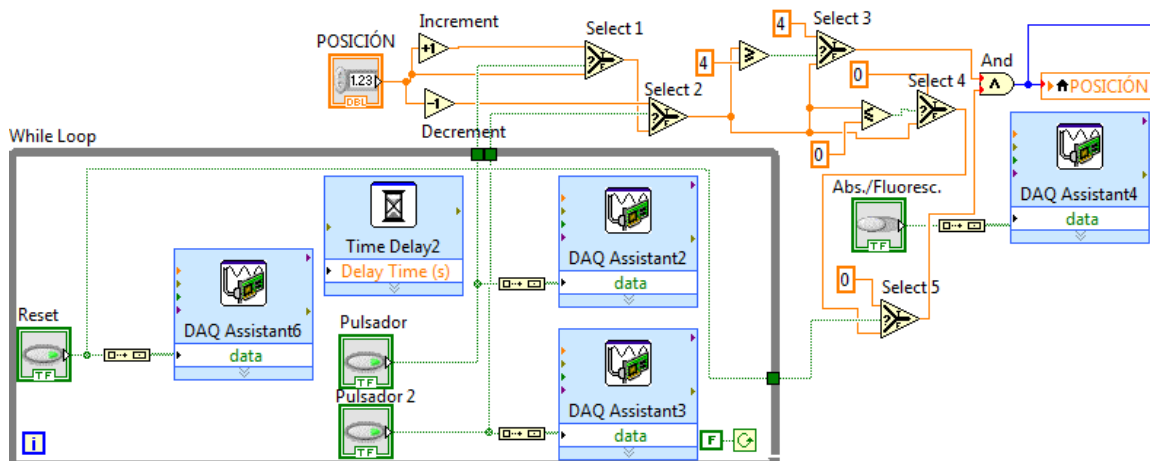 Increment
POSICIÓN
+1
1.23
DBL
-1
Decrement
Select 1
Select 2
4
≥
4
Select 3
0
Select 4
≤
0
And
∧
POSICIÓN
While Loop
Time Delay2
Delay Time (s)
DAQ Assistant2
data
Abs./Fluoresc.
TF
DAQ Assistant4
data
Reset
TF
DAQ Assistant6
data
Pulsador
TF
Pulsador 2
TF
DAQ Assistant3
data
F
0
Select 5
i
?
T
F